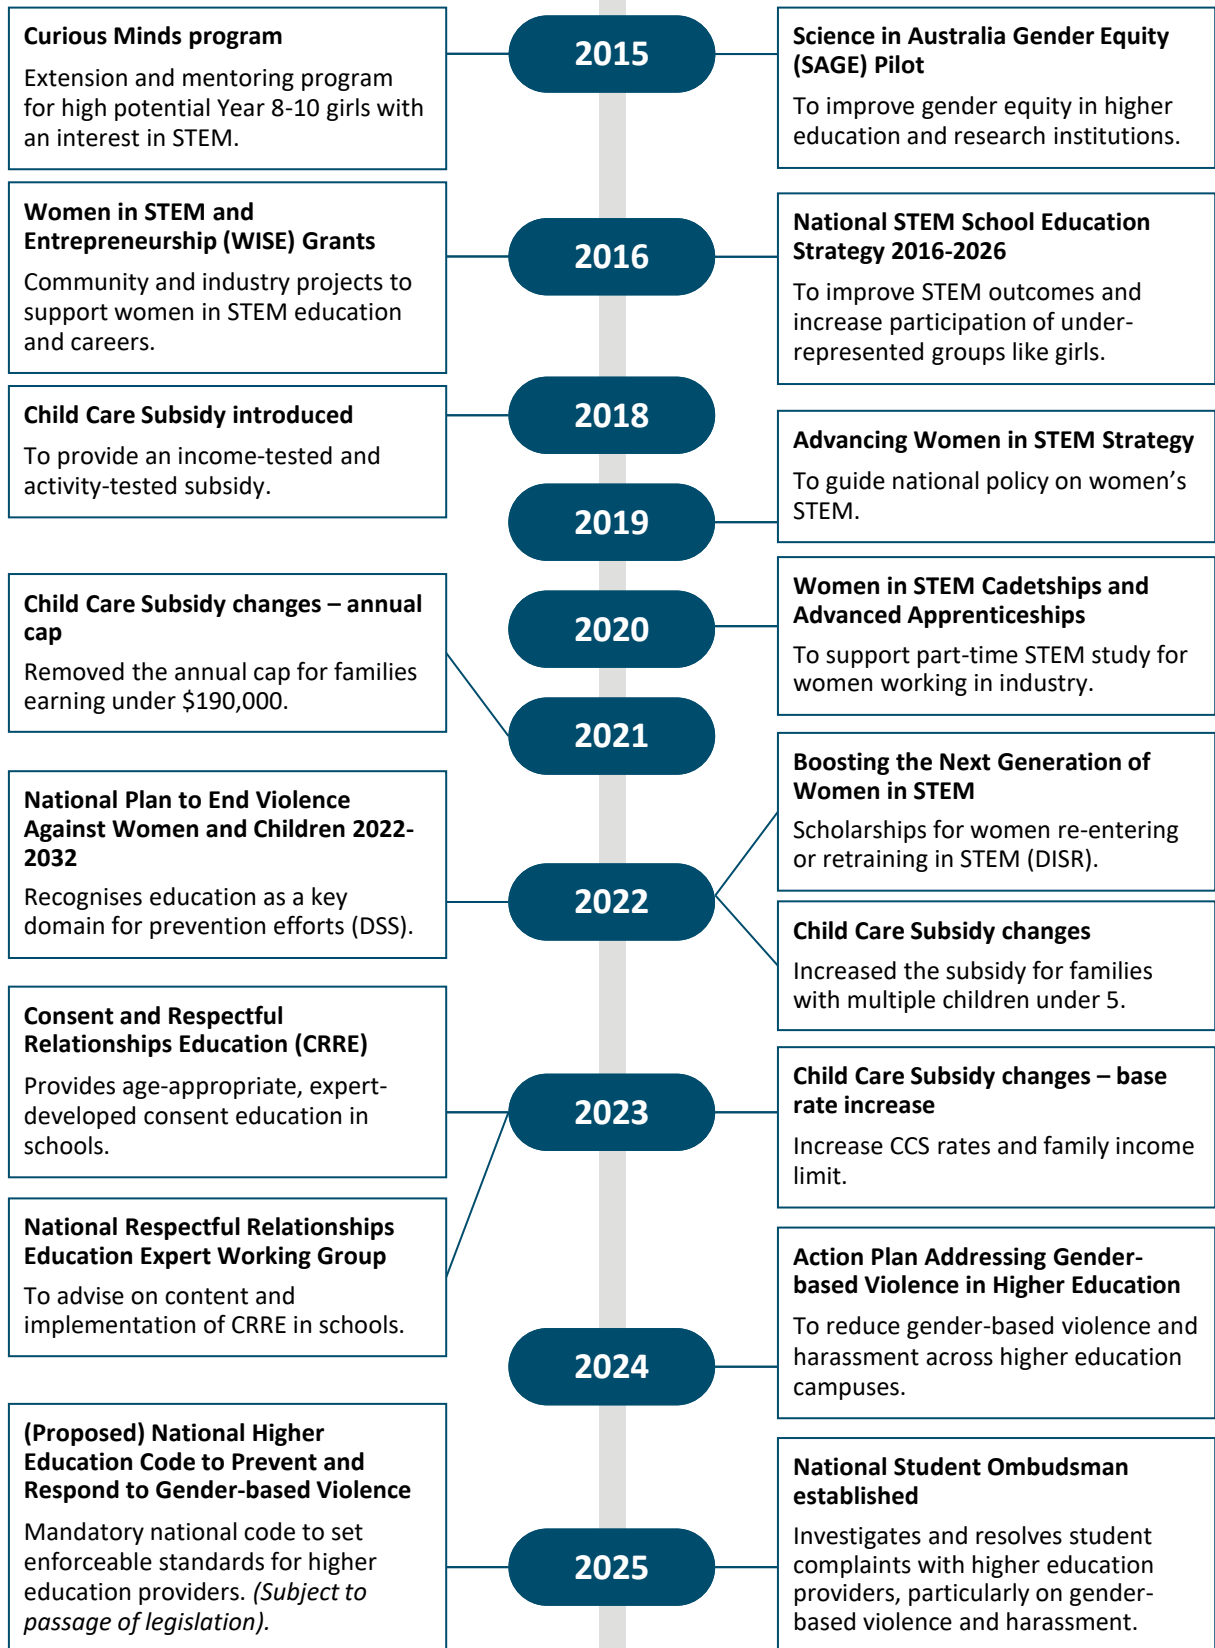 2015
Curious Minds program
Extension and mentoring program
for high potential Year 8-10 girls with
an interest in STEM.
Science in Australia Gender Equity
(SAGE) Pilot
To improve gender equity in higher
education and research institutions.
2016
Women in STEM and
Entrepreneurship (WISE) Grants
Community and industry projects to
support women in STEM education
and careers.
National STEM School Education
Strategy 2016-2026
To improve STEM outcomes and
increase participation of under-
represented groups like girls.
2018
Child Care Subsidy introduced
To provide an income-tested and
activity-tested subsidy.
2019
Advancing Women in STEM Strategy
To guide national policy on women’s
STEM.
2020
Women in STEM Cadetships and
Advanced Apprenticeships
To support part-time STEM study for
women working in industry.
2021
Child Care Subsidy changes – annual
cap
Removed the annual cap for families
earning under $190,000.
2022
National Plan to End Violence
Against Women and Children 2022-
2032
Recognises education as a key
domain for prevention efforts (DSS).
Boosting the Next Generation of
Women in STEM
Scholarships for women re-entering
or retraining in STEM (DISR).
Child Care Subsidy changes
Increased the subsidy for families
with multiple children under 5.
2023
Consent and Respectful
Relationships Education (CRRE)
Provides age-appropriate, expert-
developed consent education in
schools.
National Respectful Relationships
Education Expert Working Group
To advise on content and
implementation of CRRE in schools.
Child Care Subsidy changes – base
rate increase
Increase CCS rates and family income
limit.
2024
Action Plan Addressing Gender-
based Violence in Higher Education
To reduce gender-based violence and
harassment across higher education
campuses.
2025
(Proposed) National Higher
Education Code to Prevent and
Respond to Gender-based Violence
Mandatory national code to set
enforceable standards for higher
education providers. (Subject to
passage of legislation).
National Student Ombudsman
established
Investigates and resolves student
complaints with higher education
providers, particularly on gender-
based violence and harassment.